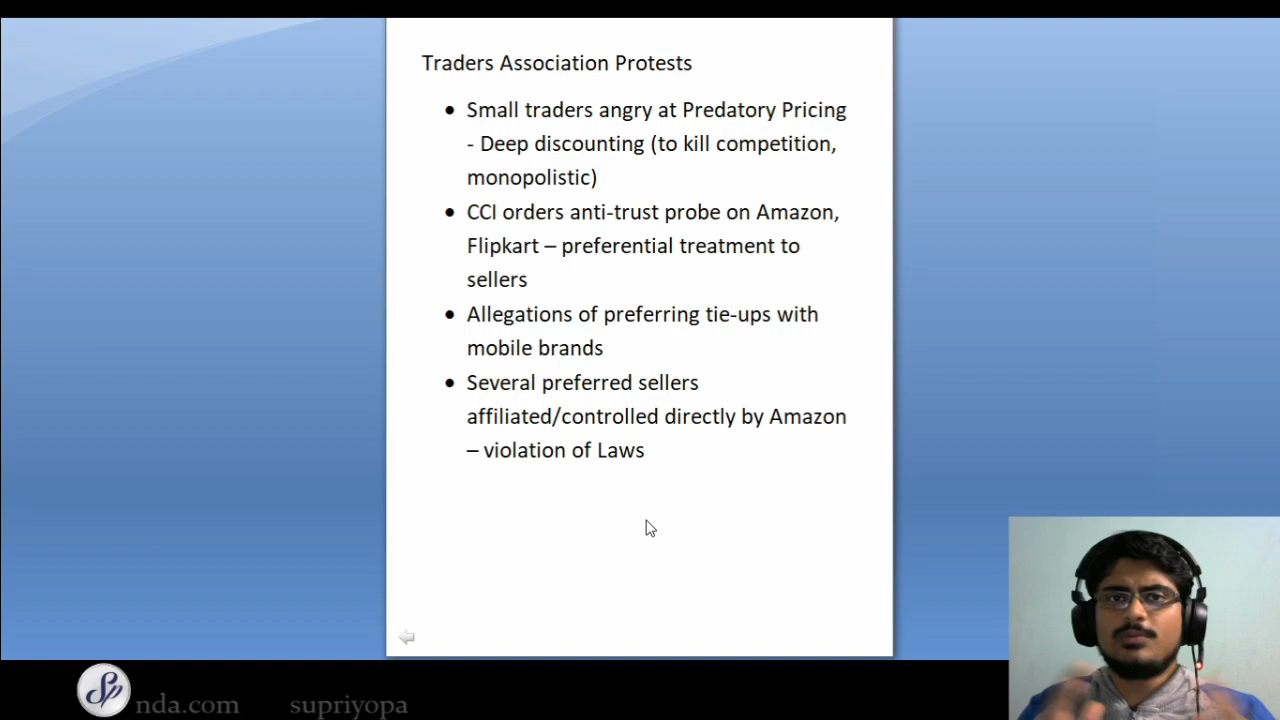 Traders Association Protests
• Small traders angry at Predatory Pricing
- Deep discounting (to kill competition,
monopolistic)
• CCI orders anti-trust probe on Amazon,
Flipkart – preferential treatment to
sellers
• Allegations of preferring tie-ups with
mobile brands
• Several preferred sellers
affiliated/controlled directly by Amazon
– violation of Laws
nda.com supriyopa